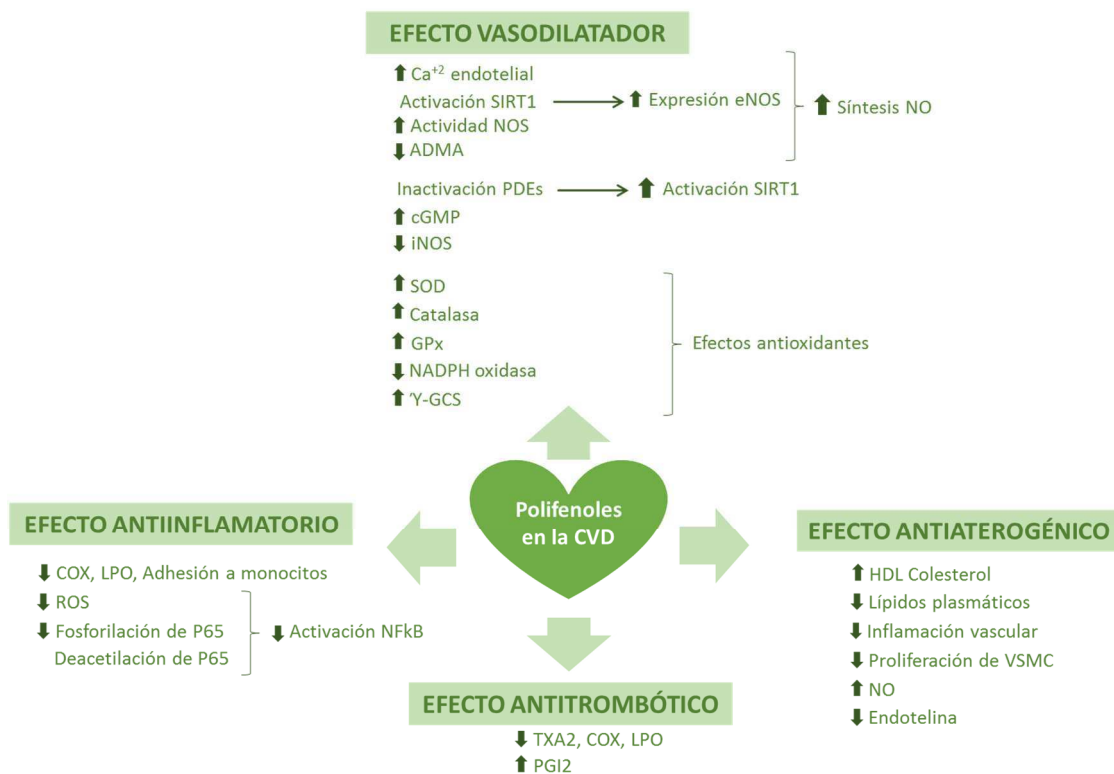 EFECTO VASODILATADOR
⬆ Ca⁺² endotelial
Activación SIRT1 → ⬆ Expresión eNOS
⬆ Síntesis NO
⬆ Actividad NOS
⬇ ADMA
Inactivación PDEs → ⬆ Activación SIRT1
⬆ cGMP
⬇ iNOS
⬆ SOD
⬆ Catalasa
⬆ GPx
⬇ NADPH oxidasa
⬆ Ɣ-GCS
Efectos antioxidantes
Polifenoles
en la CVD
EFECTO ANTIINFLAMATORIO
⬇ COX, LPO, Adhesión a monocitos
⬇ ROS
⬇ Fosforilación de P65
Deacetilación de P65
⬇ Activación NFkB
EFECTO ANTIATEROGÉNICO
⬆ HDL Colesterol
⬇ Lípidos plasmáticos
⬇ Inflamación vascular
⬇ Proliferación de VSMC
⬆ NO
⬇ Endotelina
EFECTO ANTITROMBÓTICO
⬇ TXA2, COX, LPO
⬆ PGI2